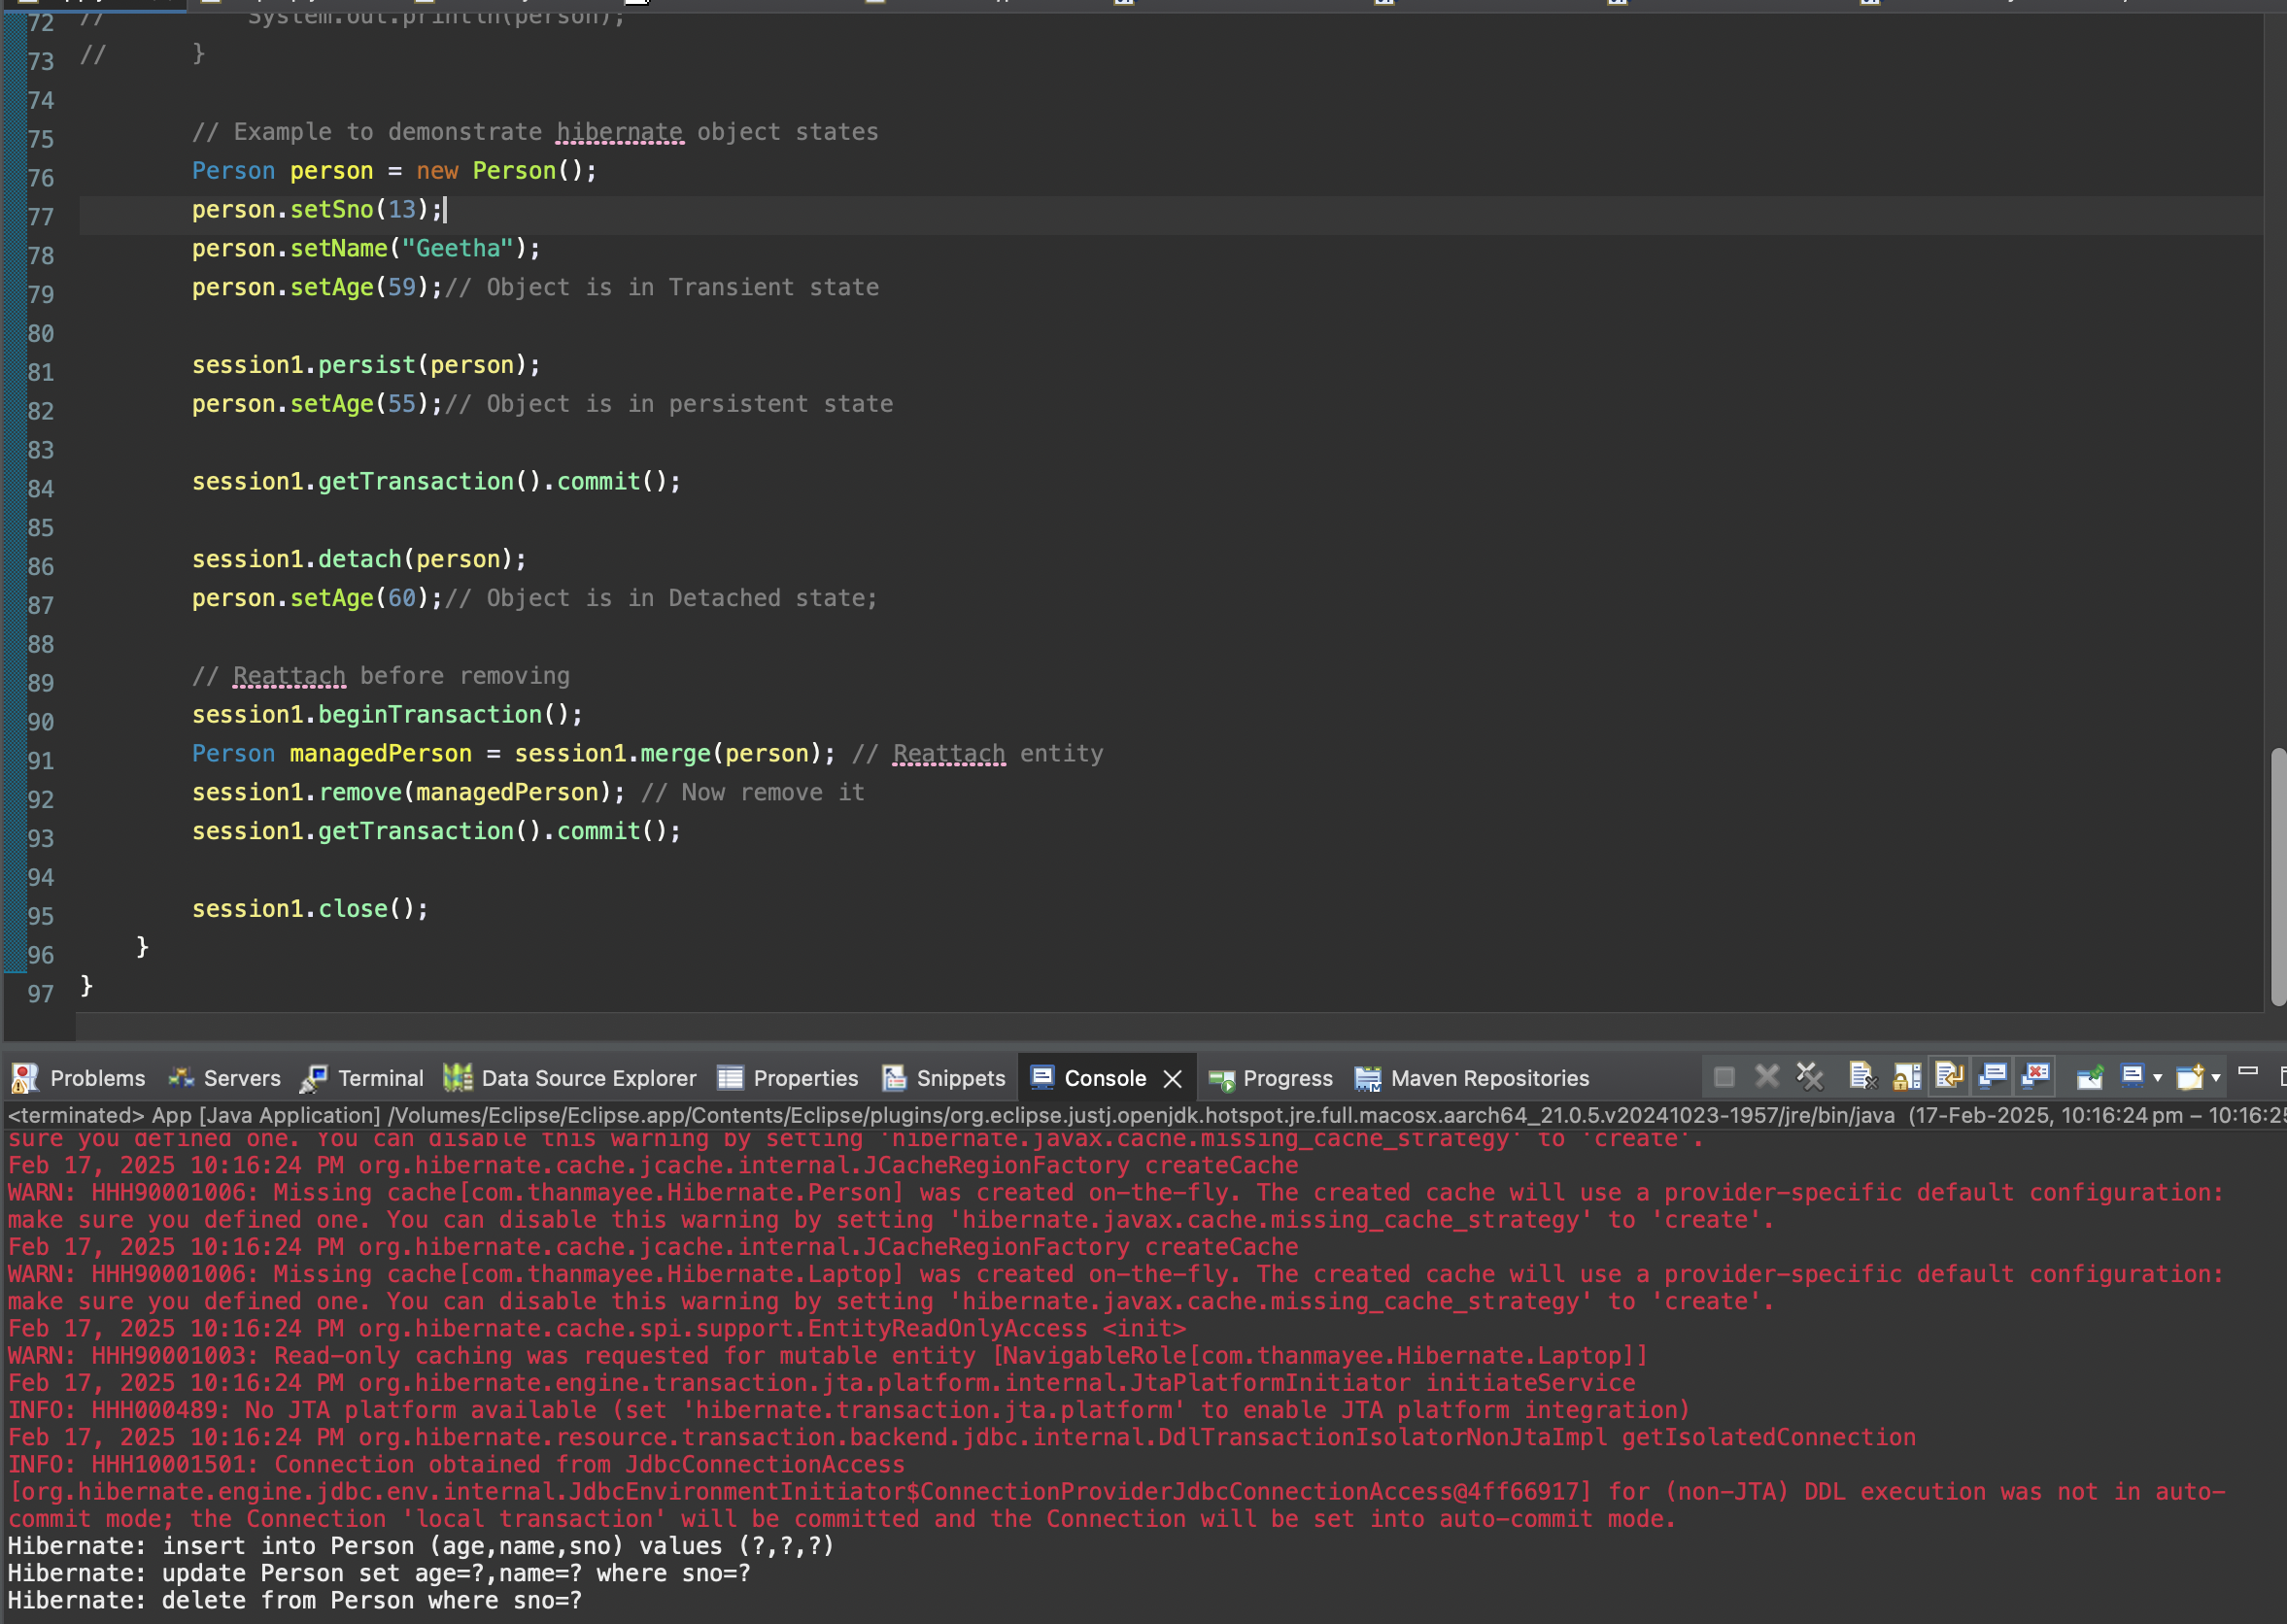 72 //          System.out.println(person);
73 //      }
74
75         // Example to demonstrate hibernate object states
76         Person person = new Person();
77         person.setSno(13);
78         person.setName("Geetha");
79         person.setAge(59);// Object is in Transient state
80
81         session1.persist(person);
82         person.setAge(55);// Object is in persistent state
83
84         session1.getTransaction().commit();
85
86         session1.detach(person);
87         person.setAge(60);// Object is in Detached state;
88
89         // Reattach before removing
90         session1.beginTransaction();
91         Person managedPerson = session1.merge(person); // Reattach entity
92         session1.remove(managedPerson); // Now remove it
93         session1.getTransaction().commit();
94
95         session1.close();
96     }
97 }
Problems Servers Terminal Data Source Explorer Properties Snippets Console Progress Maven Repositories
<terminated> App [Java Application] /Volumes/Eclipse/Eclipse.app/Contents/Eclipse/plugins/org.eclipse.justj.openjdk.hotspot.jre.full.macosx.aarch64_21.0.5.v20241023-1957/jre/bin/java (17-Feb-2025, 10:16:24 pm – 10:16:25
sure you defined one. You can disable this warning by setting 'hibernate.javax.cache.missing_cache_strategy' to 'create'.
Feb 17, 2025 10:16:24 PM org.hibernate.cache.jcache.internal.JCacheRegionFactory createCache
WARN: HHH90001006: Missing cache[com.thanmayee.Hibernate.Person] was created on-the-fly. The created cache will use a provider-specific default configuration:
make sure you defined one. You can disable this warning by setting 'hibernate.javax.cache.missing_cache_strategy' to 'create'.
Feb 17, 2025 10:16:24 PM org.hibernate.cache.jcache.internal.JCacheRegionFactory createCache
WARN: HHH90001006: Missing cache[com.thanmayee.Hibernate.Laptop] was created on-the-fly. The created cache will use a provider-specific default configuration:
make sure you defined one. You can disable this warning by setting 'hibernate.javax.cache.missing_cache_strategy' to 'create'.
Feb 17, 2025 10:16:24 PM org.hibernate.cache.spi.support.EntityReadOnlyAccess <init>
WARN: HHH90001003: Read-only caching was requested for mutable entity [NavigableRole[com.thanmayee.Hibernate.Laptop]]
Feb 17, 2025 10:16:24 PM org.hibernate.engine.transaction.jta.platform.internal.JtaPlatformInitiator initiateService
INFO: HHH000489: No JTA platform available (set 'hibernate.transaction.jta.platform' to enable JTA platform integration)
Feb 17, 2025 10:16:24 PM org.hibernate.resource.transaction.backend.jdbc.internal.DdlTransactionIsolatorNonJtaImpl getIsolatedConnection
INFO: HHH10001501: Connection obtained from JdbcConnectionAccess
[org.hibernate.engine.jdbc.env.internal.JdbcEnvironmentInitiator$ConnectionProviderJdbcConnectionAccess@4ff66917] for (non-JTA) DDL execution was not in auto-
commit mode; the Connection 'local transaction' will be committed and the Connection will be set into auto-commit mode.
Hibernate: insert into Person (age,name,sno) values (?,?,?)
Hibernate: update Person set age=?,name=? where sno=?
Hibernate: delete from Person where sno=?